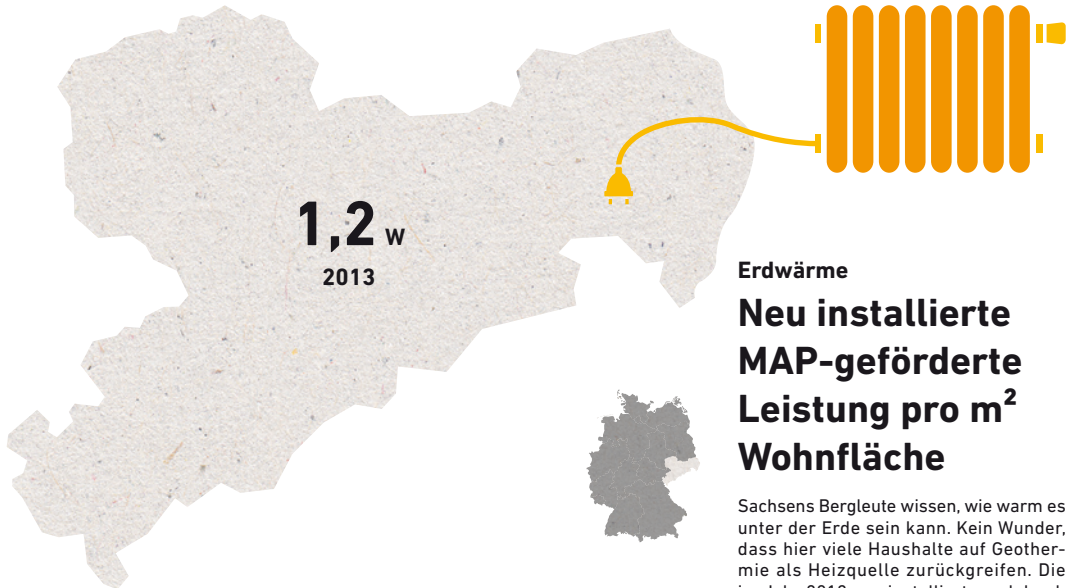 1,2 W
2013
Erdwärme
Neu installierte
MAP-geförderte
Leistung pro m²
Wohnfläche
Sachsens Bergleute wissen, wie warm es
unter der Erde sein kann. Kein Wunder,
dass hier viele Haushalte auf Geother-
mie als Heizquelle zurückgreifen. Die